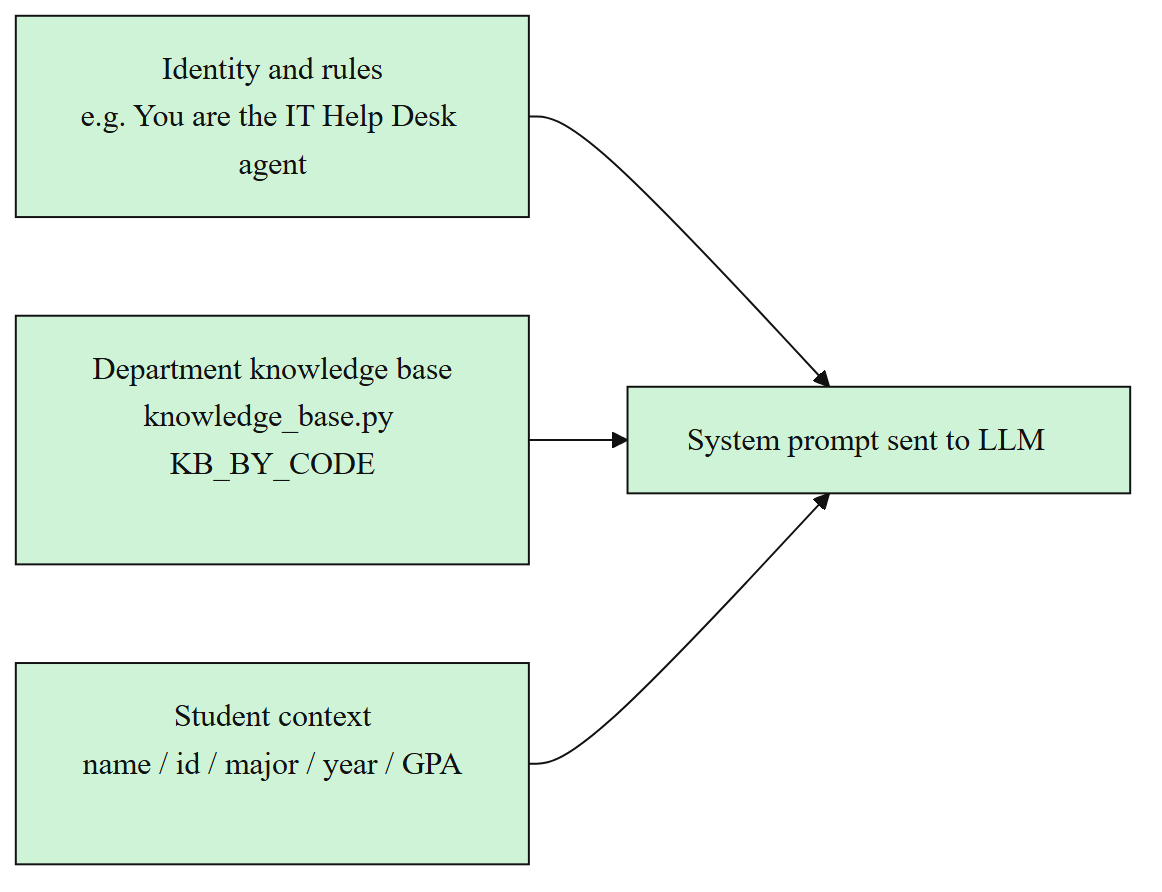 Identity and rules
e.g. You are the IT Help Desk
agent
Department knowledge base
knowledge_base.py
KB_BY_CODE
Student context
name / id / major / year / GPA
System prompt sent to LLM